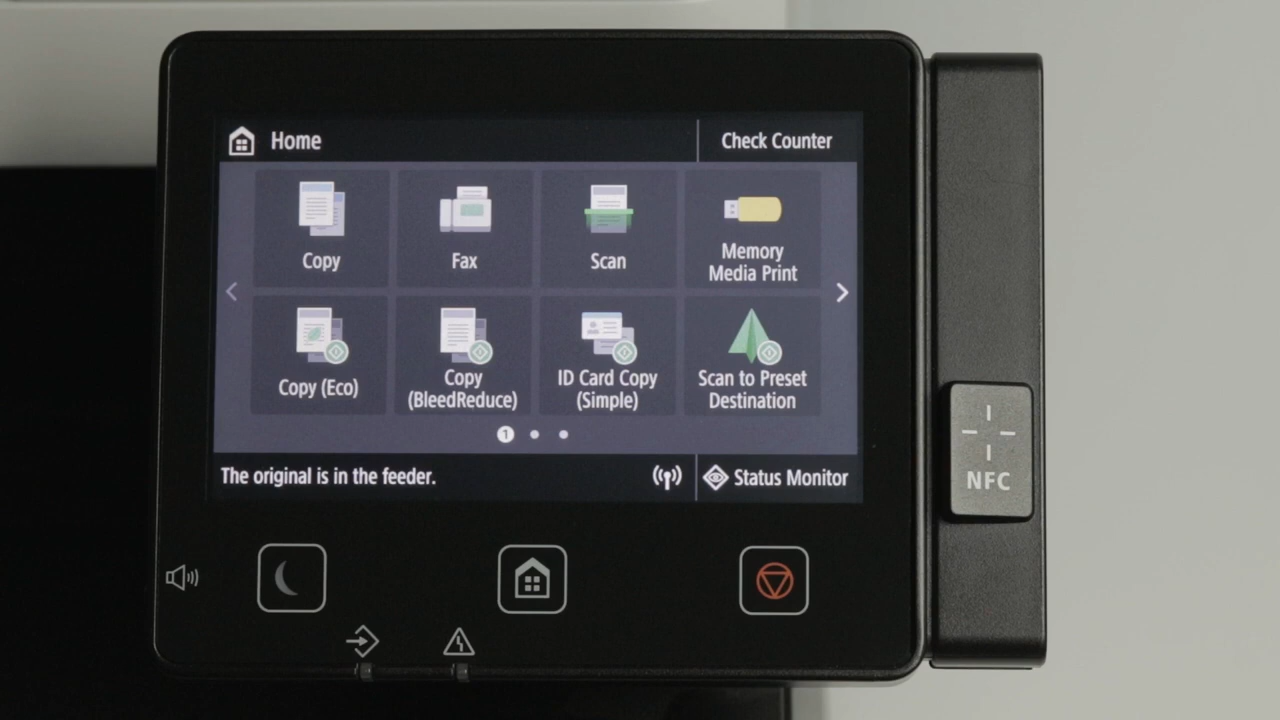 Home
Check Counter
Copy
Fax
Scan
Memory
Media Print
Copy (Eco)
Copy
(BleedReduce)
ID Card Copy
(Simple)
Scan to Preset
Destination
1
The original is in the feeder.
Status Monitor
NFC